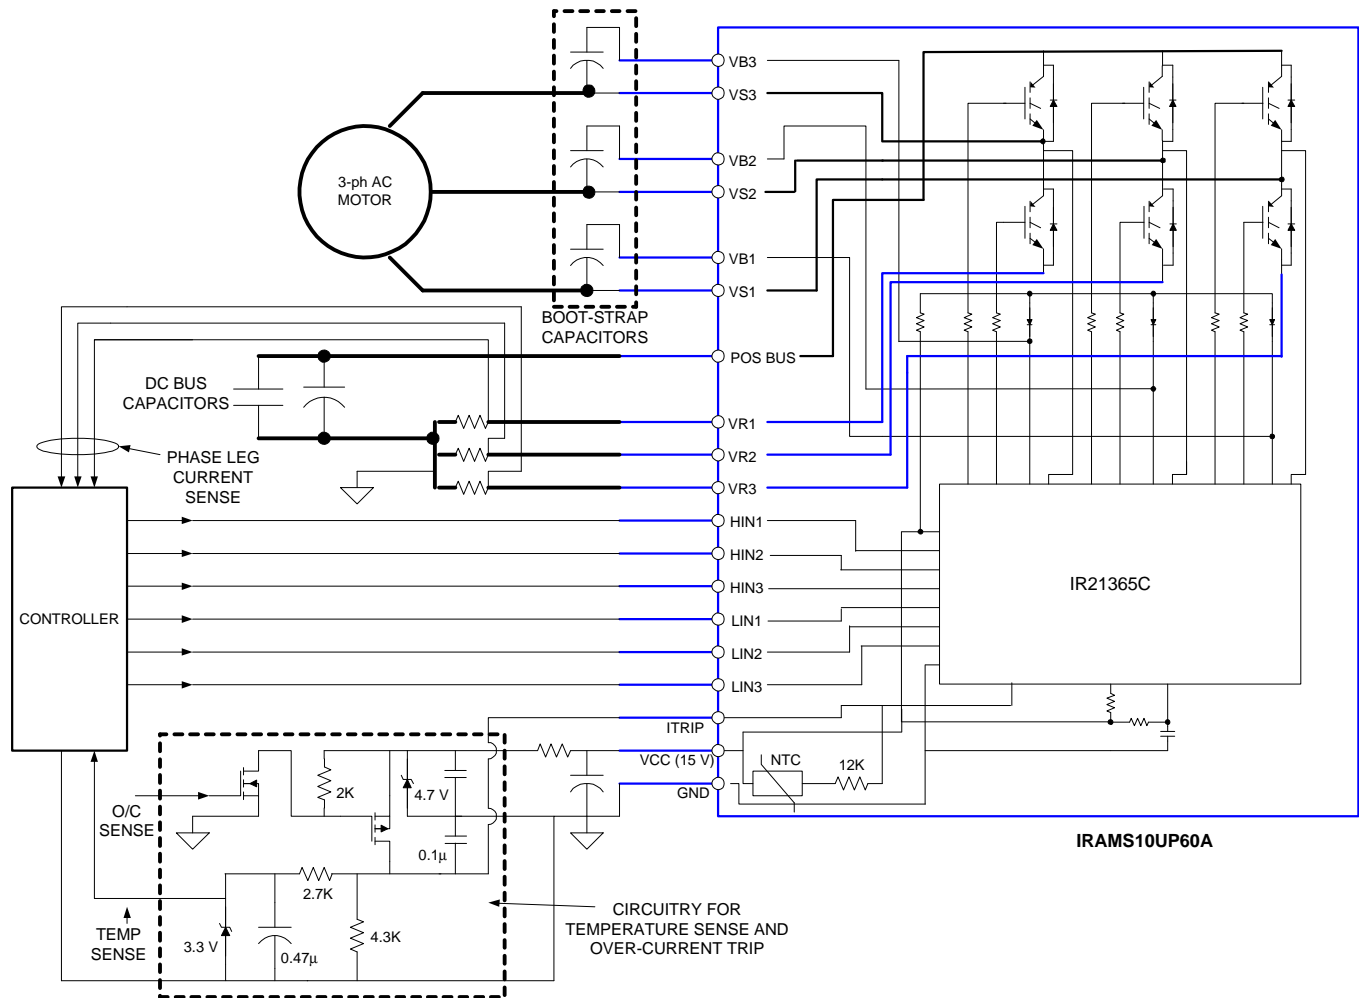 VB3
VS3
VB2
3-ph AC
MOTOR
VS2
VB1
VS1
BOOT-STRAP
CAPACITORS
POS BUS
DC BUS
CAPACITORS
VR1
PHASE LEG
CURRENT
SENSE
VR2
VR3
HIN1
HIN2
HIN3
IR21365C
CONTROLLER
LIN1
LIN2
LIN3
ITRIP
VCC (15 V)
NTC
12K
GND
2K
4.7 V
O/C
SENSE
0.1µ
IRAMS10UP60A
2.7K
CIRCUITRY FOR
TEMPERATURE SENSE AND
OVER-CURRENT TRIP
TEMP
SENSE
3.3 V
0.47µ
4.3K